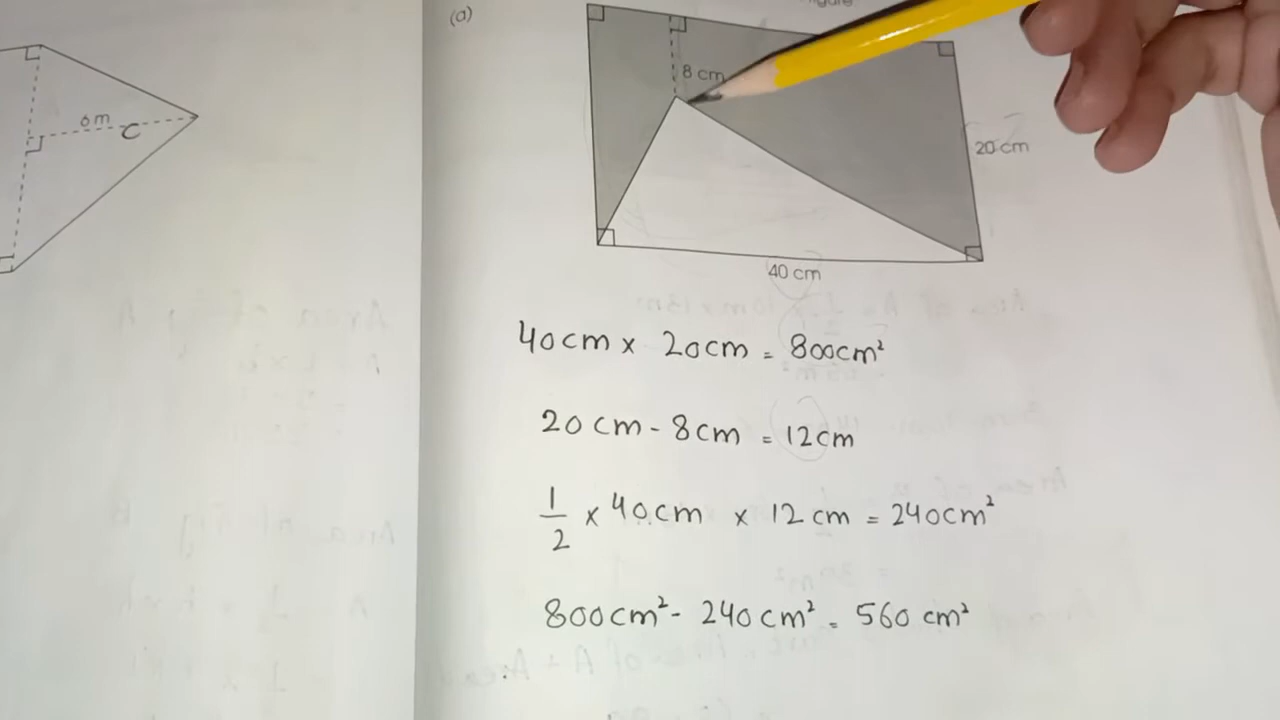 (a)
8 cm
6 m
C
20 cm
40 cm
40cm x 20cm = 800cm²
20cm - 8cm = 12cm
1/2 x 40cm x 12cm = 240cm²
800cm² - 240cm² = 560 cm²